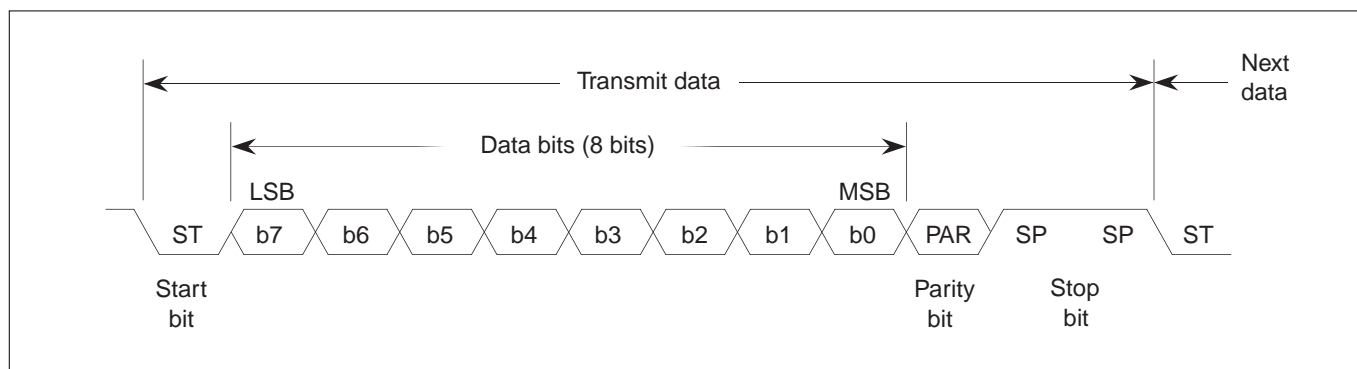 Transmit data
Next
data
Data bits (8 bits)
LSB MSB
ST b7 b6 b5 b4 b3 b2 b1 b0 PAR SP SP ST
Start
bit
Parity
bit
Stop
bit